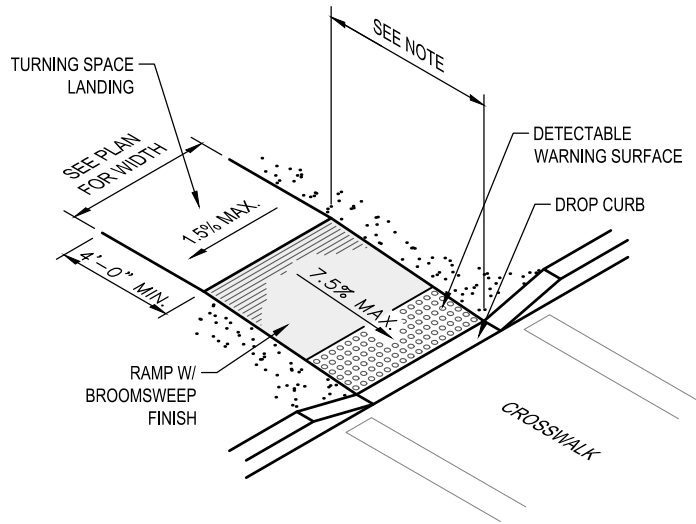 SEE NOTE
TURNING SPACE
LANDING
DETECTABLE
WARNING SURFACE
SEE PLAN
FOR WIDTH
DROP CURB
1.5% MAX.
4'-0" MIN.
7.5% MAX.
RAMP W/
BROOMSWEEP
FINISH
CROSSWALK